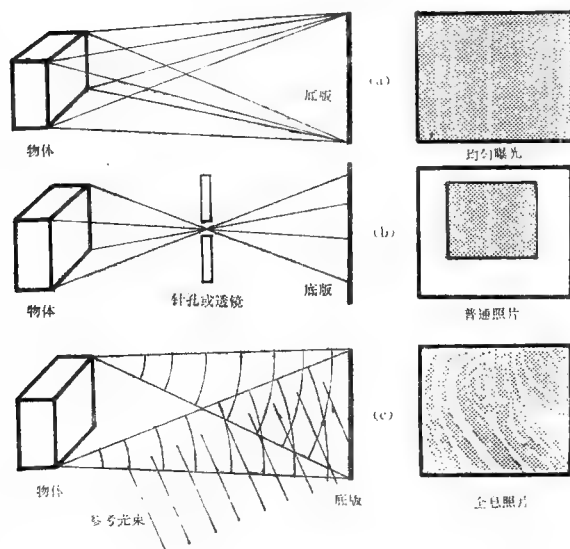 底版
(a)
物体
均匀曝光
(b)
针孔或透镜
底版
物体
普通照片
(c)
物体
参考光束
底版
全息照片